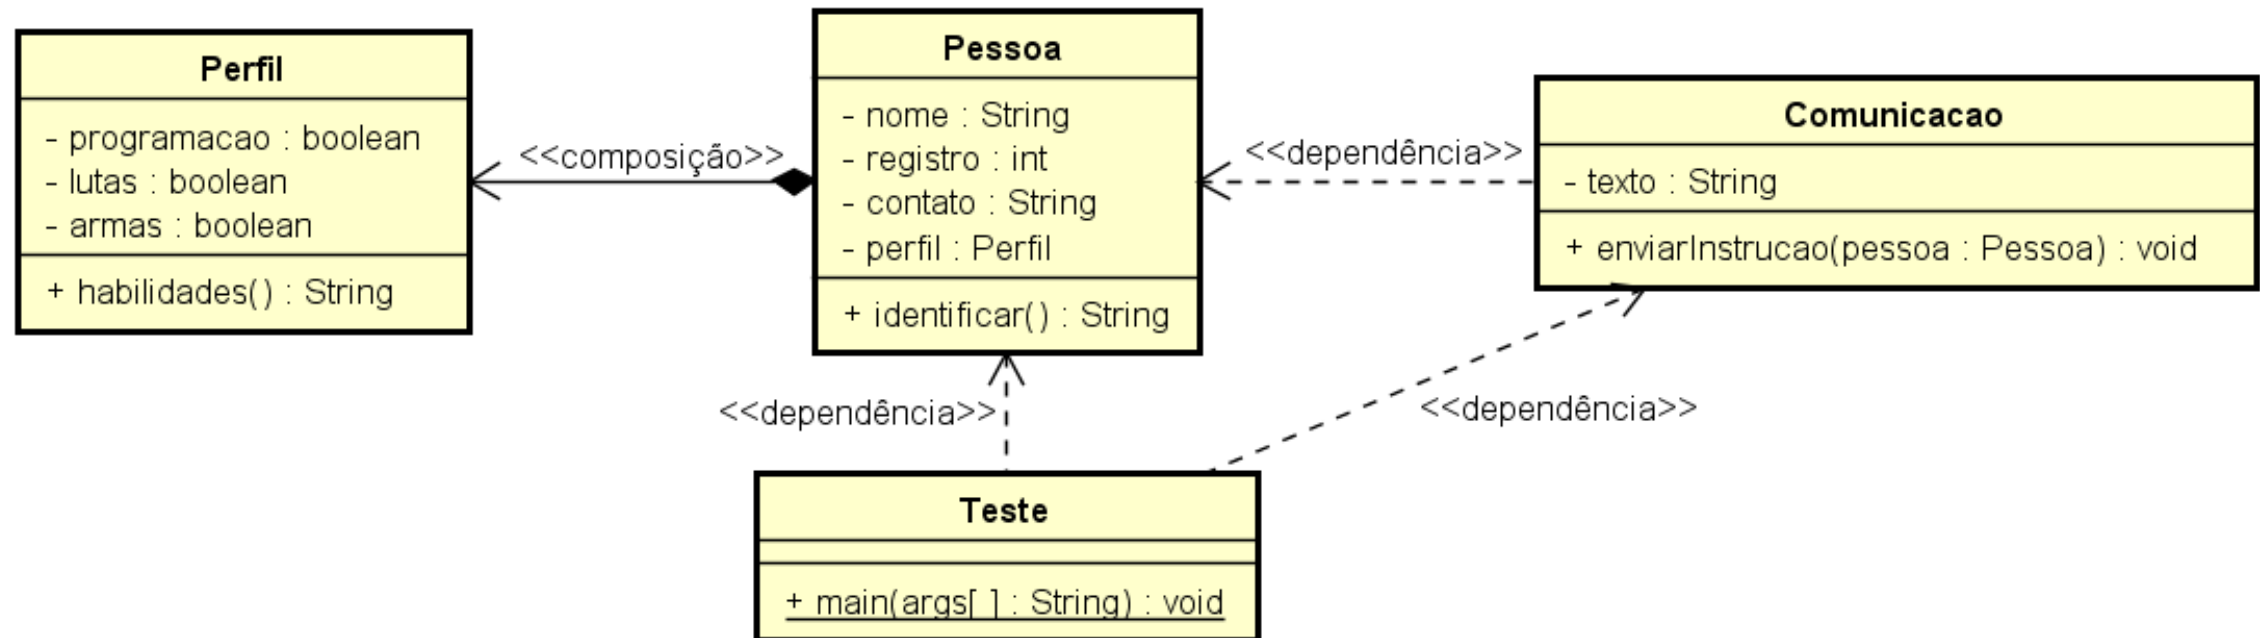 Perfil
- programacao : boolean
- lutas : boolean
- armas : boolean
+ habilidades() : String
<<composição>>
Pessoa
- nome : String
- registro : int
- contato : String
- perfil : Perfil
+ identificar() : String
<<dependência>>
Comunicacao
- texto : String
+ enviarInstrucao(pessoa : Pessoa) : void
<<dependência>>
<<dependência>>
Teste
+ main(args[ ] : String) : void